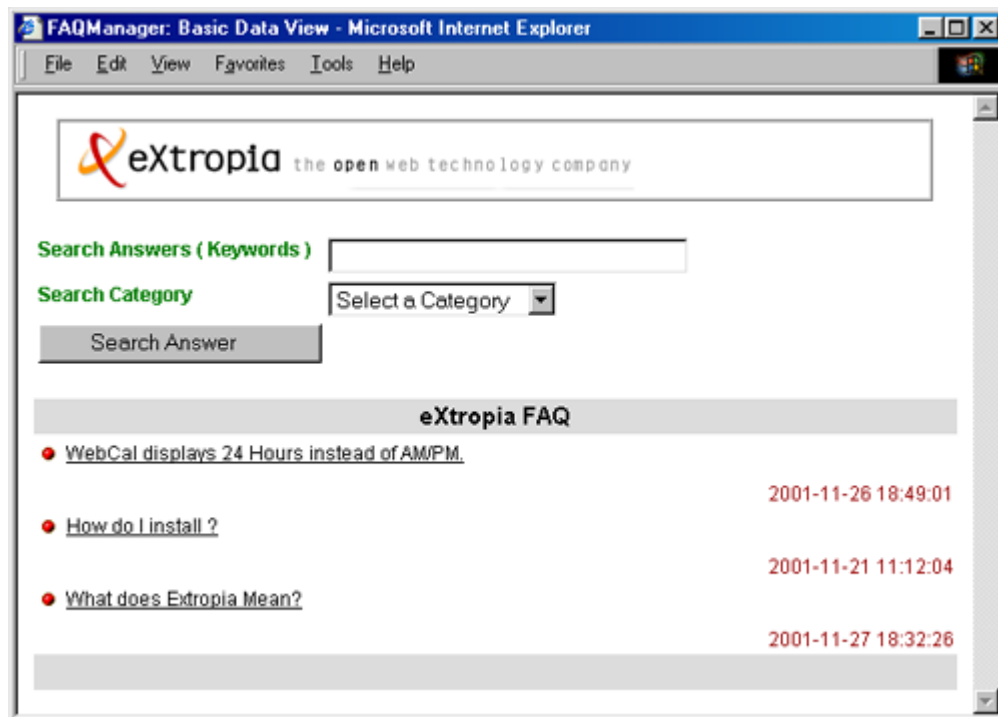 FAQManager: Basic Data View - Microsoft Internet Explorer
File Edit View Favorites Tools Help
eXtropia the open web technology company
Search Answers ( Keywords )
Search Category Select a Category
Search Answer
eXtropia FAQ
WebCal displays 24 Hours instead of AM/PM.
2001-11-26 18:49:01
How do I install ?
2001-11-21 11:12:04
What does Extropia Mean?
2001-11-27 18:32:26